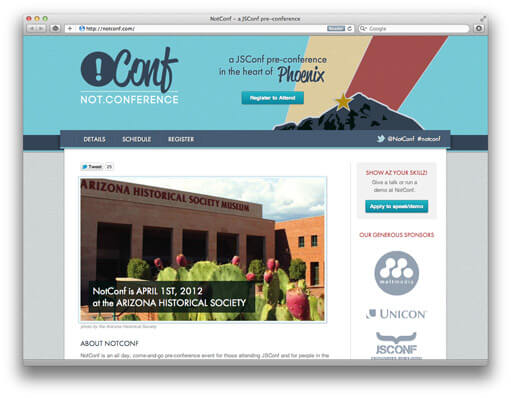 NotConf – a JSConf pre-conference
http://notconf.com/
Reader
Google
!Conf
NOT.CONFERENCE
a JSConf pre-conference
in the heart of Phoenix
Register to Attend
DETAILS
SCHEDULE
REGISTER
@NotConf #notconf
Tweet
25
ARIZONA HISTORICAL SOCIETY MUSEUM
NotConf is APRIL 1ST, 2012
at the ARIZONA HISTORICAL SOCIETY
photo by the Arizona Historical Society
ABOUT NOTCONF
NotConf is an all day, come-and-go pre-conference event for those attending JSConf and for people in the
SHOW AZ YOUR SKILLZ!
Give a talk or run a
demo at NotConf.
Apply to speak/demo
OUR GENEROUS SPONSORS
meltmedia
UNICON
JSCONF